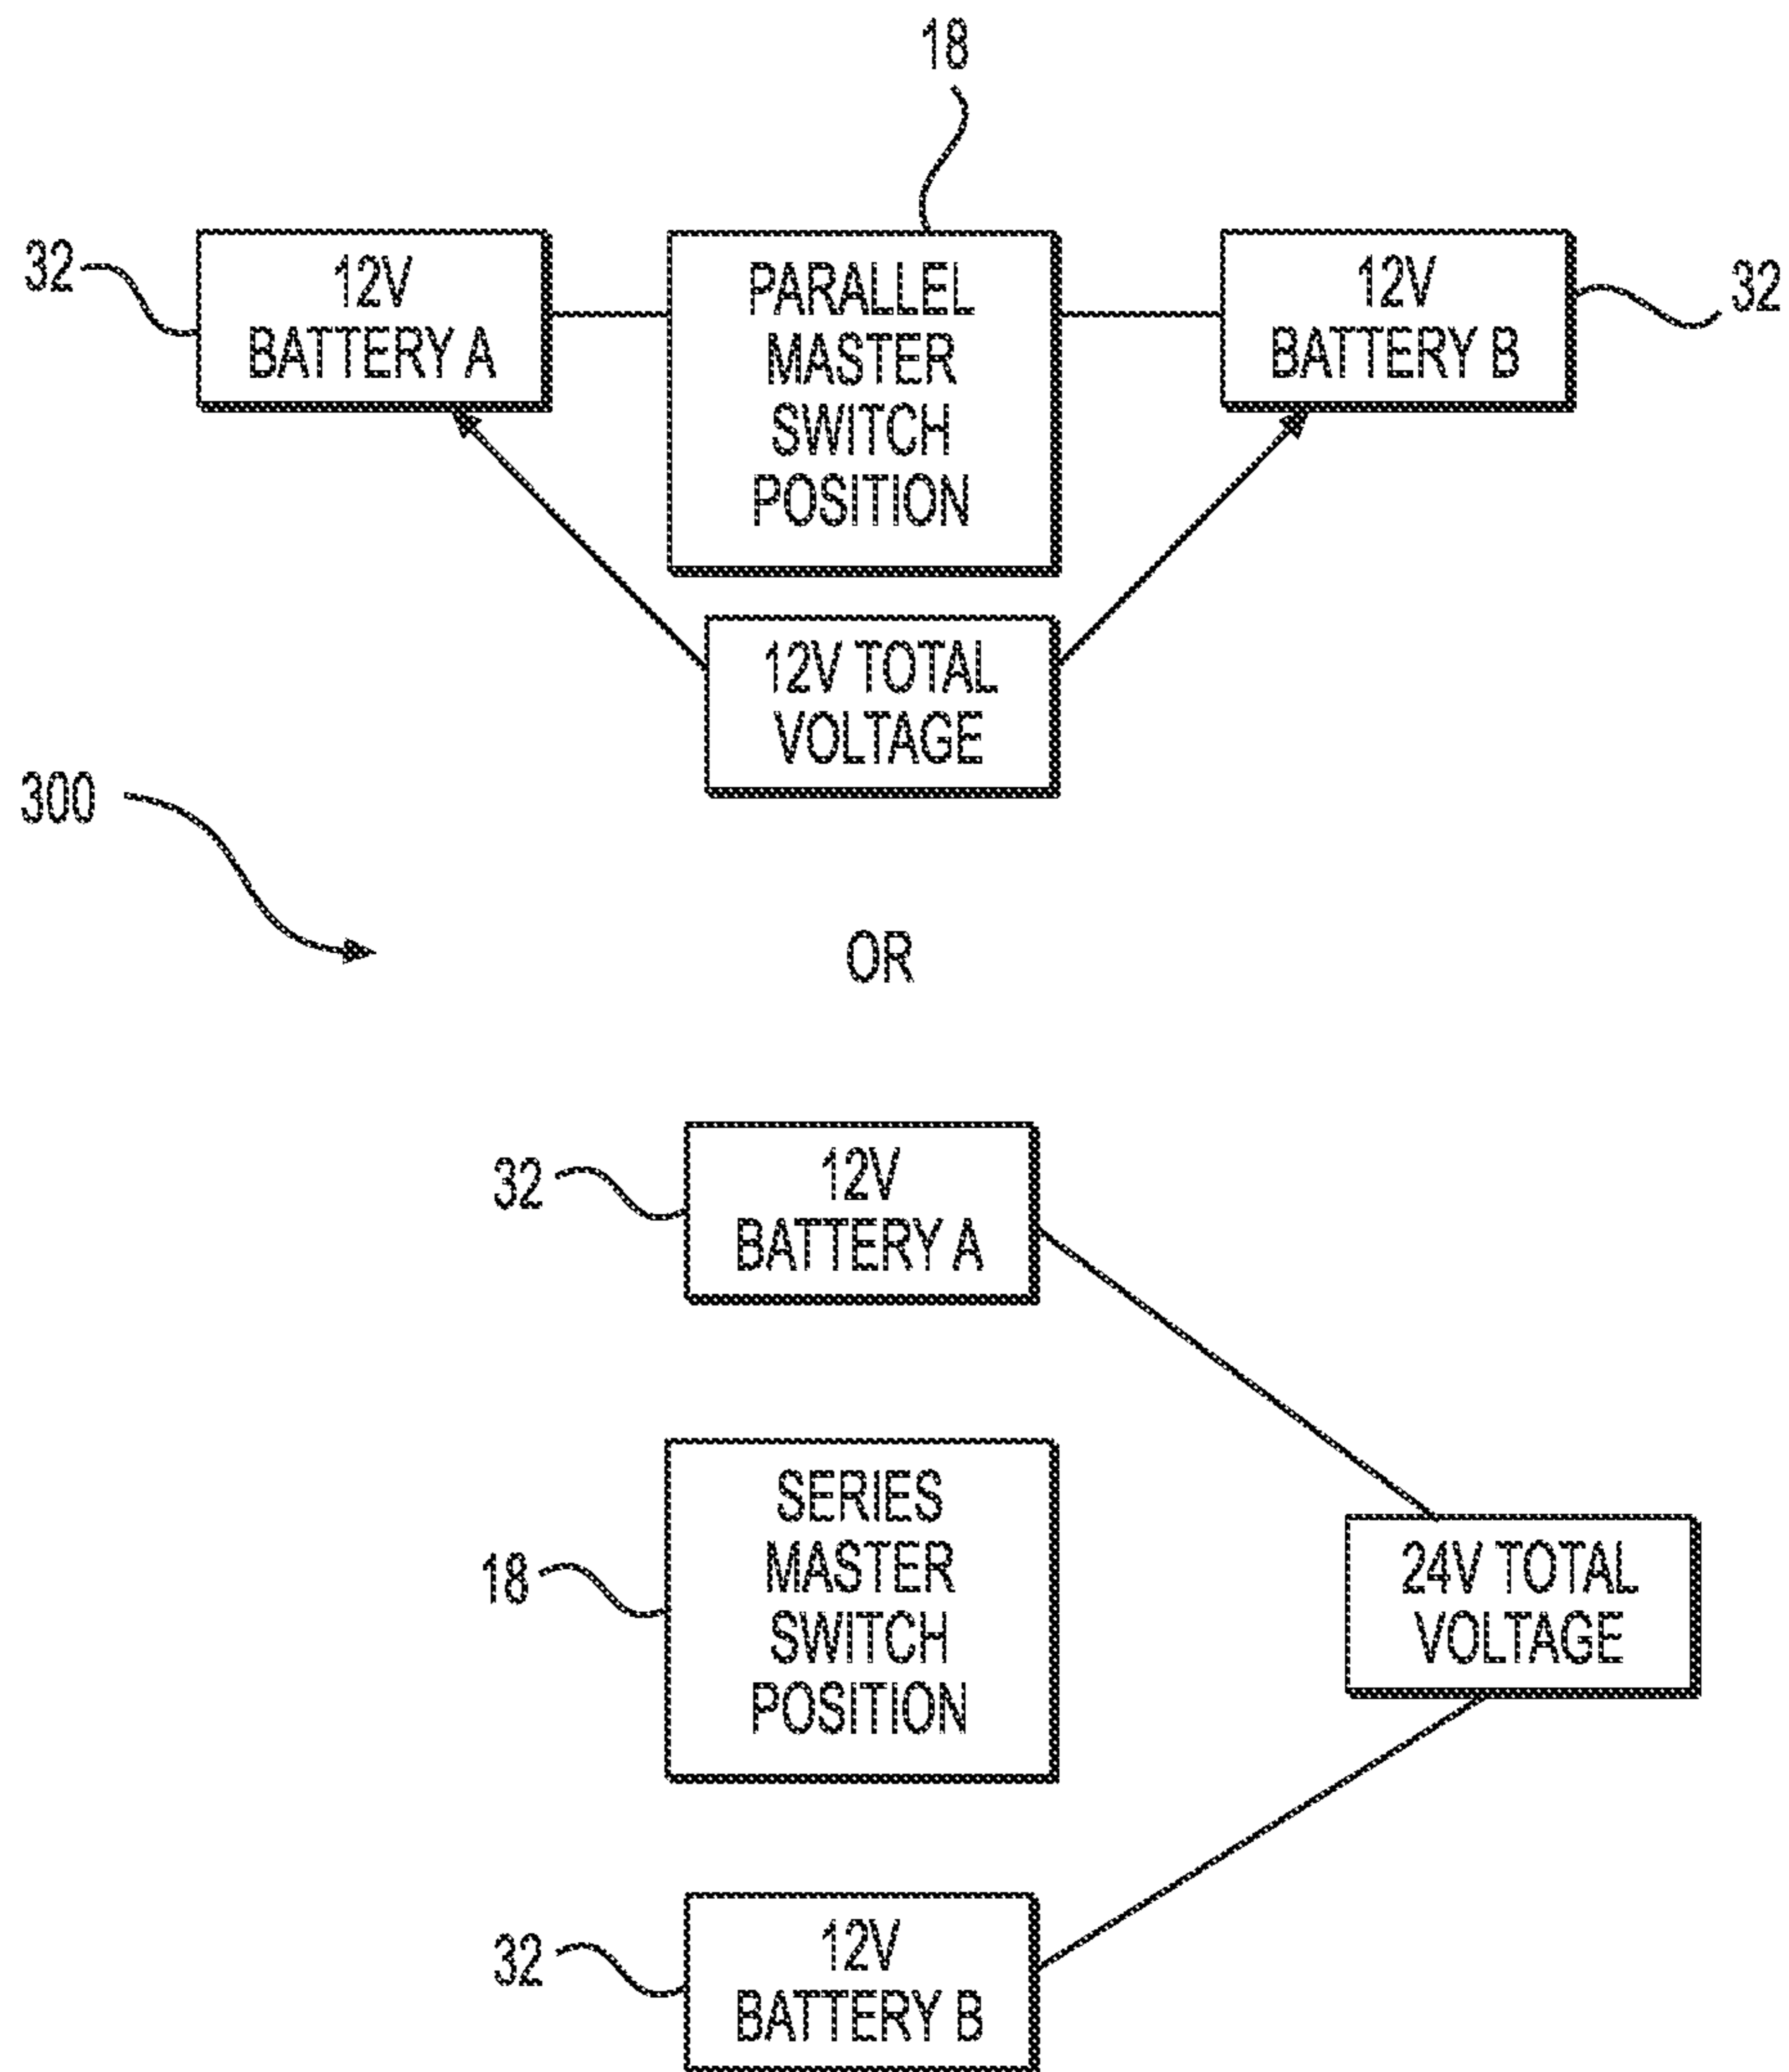 18
32
12V
BATTERY A
PARALLEL
MASTER
SWITCH
POSITION
12V
BATTERY B
32
12V TOTAL
VOLTAGE
300
OR
32
12V
BATTERY A
18
SERIES
MASTER
SWITCH
POSITION
24V TOTAL
VOLTAGE
32
12V
BATTERY B